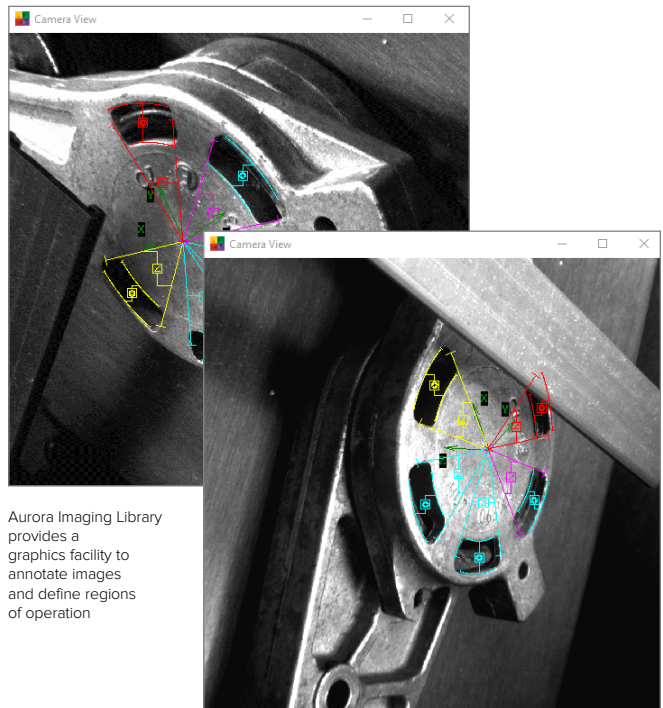 Camera View
Y
X
Camera View
X
Aurora Imaging Library
provides a
graphics facility to
annotate images
and define regions
of operation